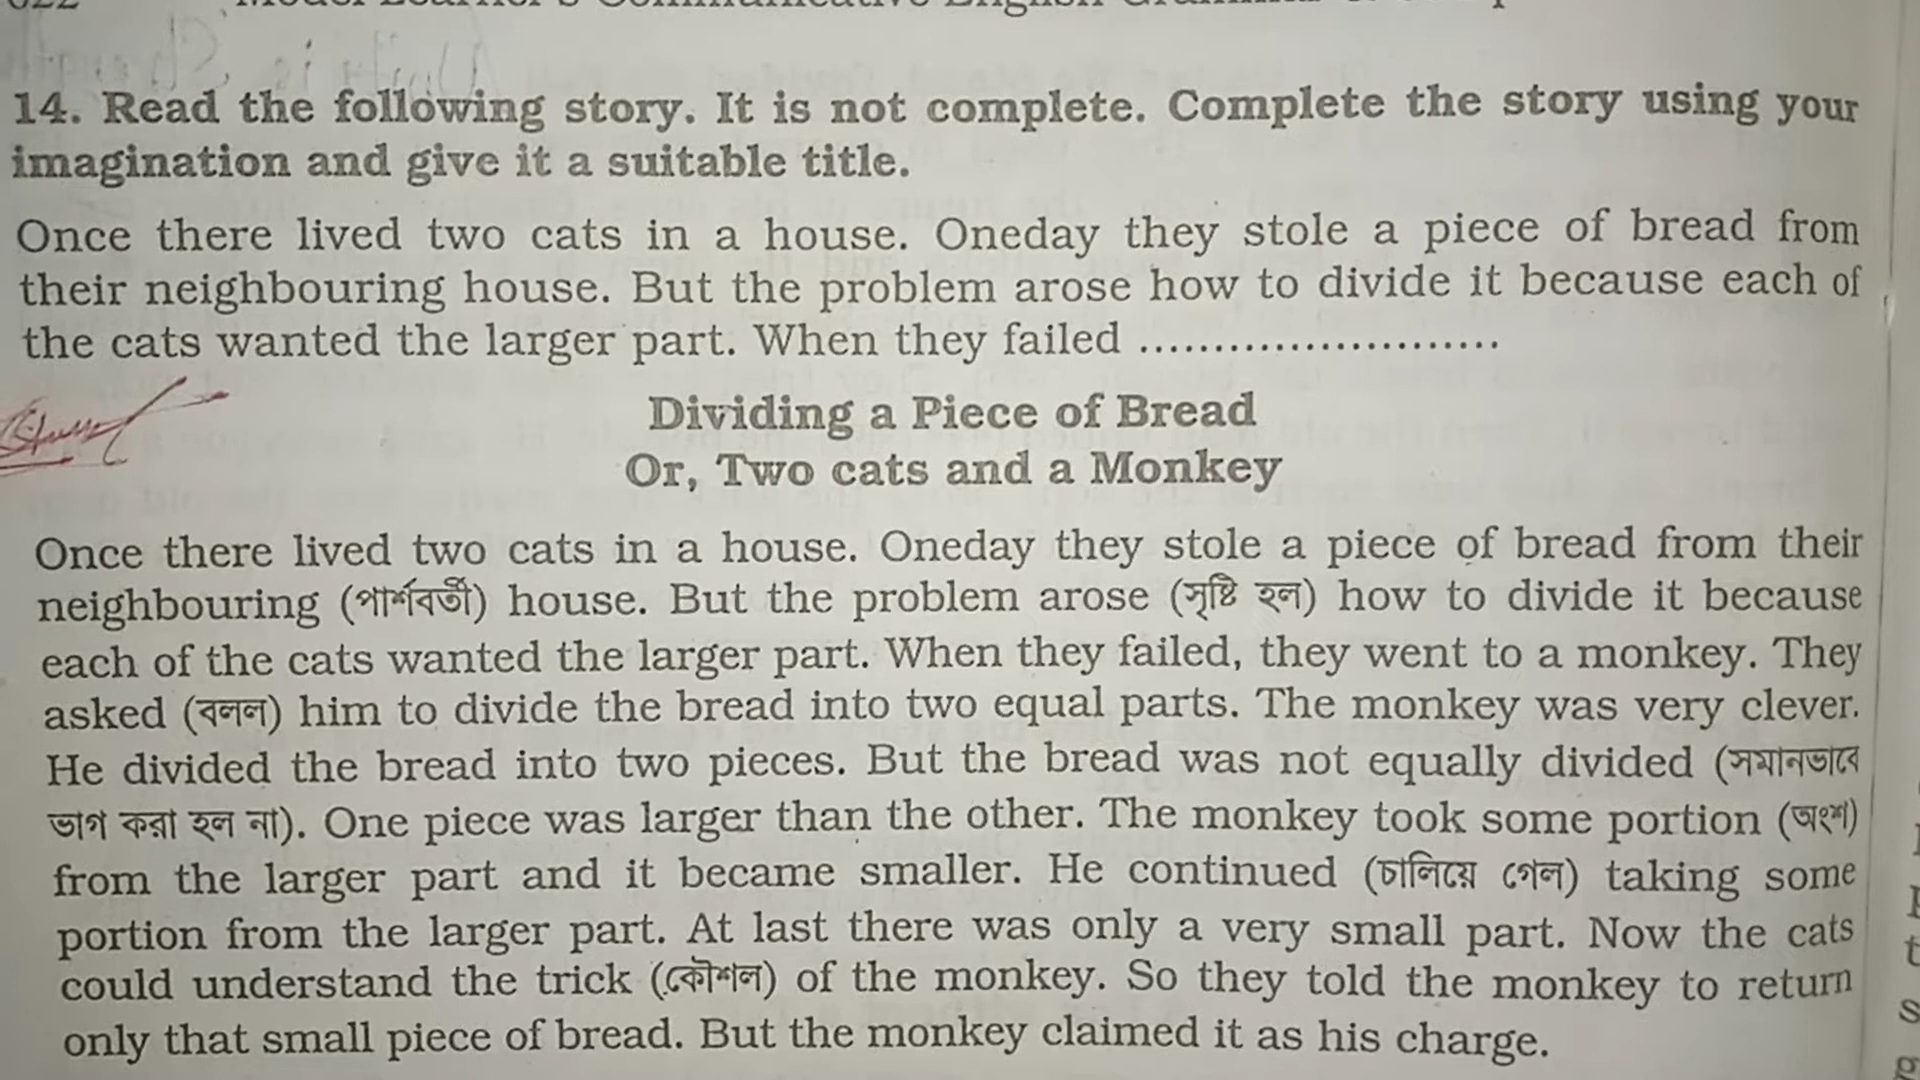 14. Read the following story. It is not complete. Complete the story using your
imagination and give it a suitable title.
Once there lived two cats in a house. Oneday they stole a piece of bread from
their neighbouring house. But the problem arose how to divide it because each of
the cats wanted the larger part. When they failed ........................
Dividing a Piece of Bread
Or, Two cats and a Monkey
Once there lived two cats in a house. Oneday they stole a piece of bread from their
neighbouring (পার্শ্ববর্তী) house. But the problem arose (সৃষ্টি হল) how to divide it because
each of the cats wanted the larger part. When they failed, they went to a monkey. They
asked (বলল) him to divide the bread into two equal parts. The monkey was very clever.
He divided the bread into two pieces. But the bread was not equally divided (সমানভাবে
ভাগ করা হল না). One piece was larger than the other. The monkey took some portion (অংশ)
from the larger part and it became smaller. He continued (চালিয়ে গেল) taking some
portion from the larger part. At last there was only a very small part. Now the cats
could understand the trick (কৌশল) of the monkey. So they told the monkey to return
only that small piece of bread. But the monkey claimed it as his charge.